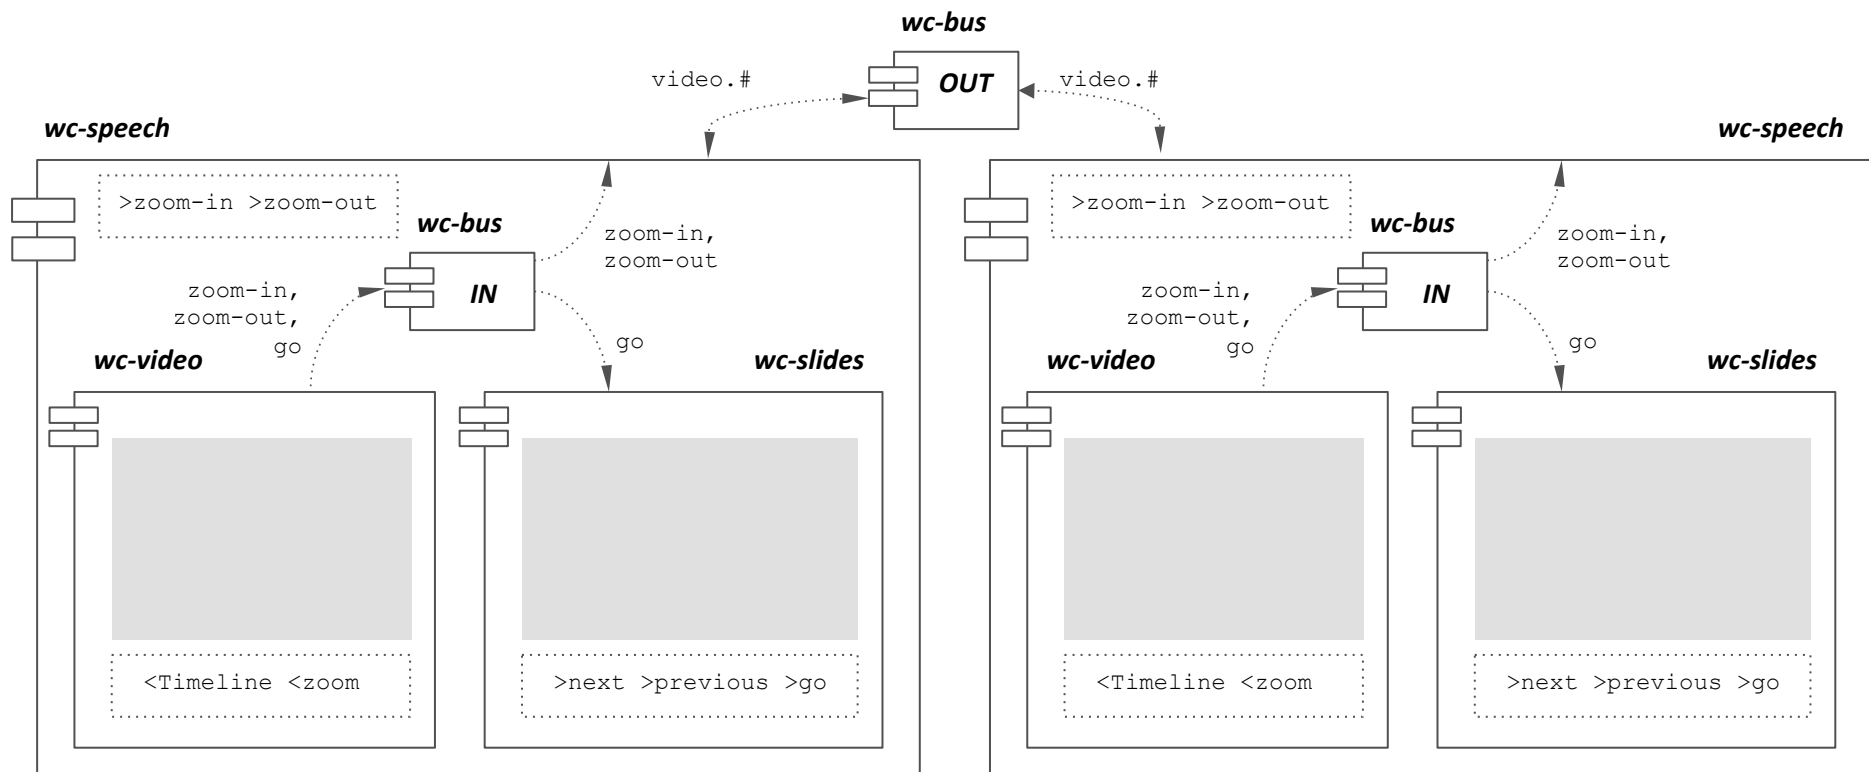 wc-bus
OUT
video.#
video.#
wc-speech
>zoom-in >zoom-out
wc-bus
IN
zoom-in,
zoom-out
zoom-in,
zoom-out,
go
go
wc-video
wc-slides
<Timeline <zoom
>next >previous >go
wc-speech
>zoom-in >zoom-out
wc-bus
IN
zoom-in,
zoom-out
zoom-in,
zoom-out,
go
go
wc-video
wc-slides
<Timeline <zoom
>next >previous >go